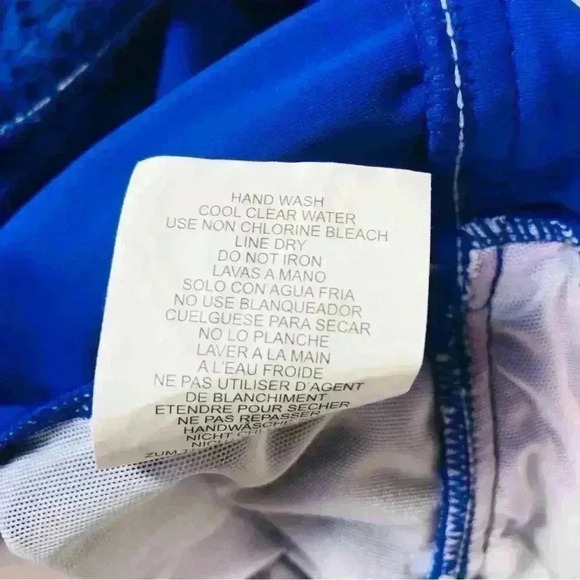 HAND WASH
COOL CLEAR WATER
USE NON CHLORINE BLEACH
LINE DRY
DO NOT IRON
LAVAS A MANO
SOLO CON AGUA FRIA
NO USE BLANQUEADOR
CUELGUESE PARA SECAR
NO LO PLANCHE
LAVER A LA MAIN
A L'EAU FROIDE
NE PAS UTILISER D'AGENT
DE BLANCHIMENT
ETENDRE POUR SECHER
NE PAS REPASSER
HANDWÄSCHE
NICHT